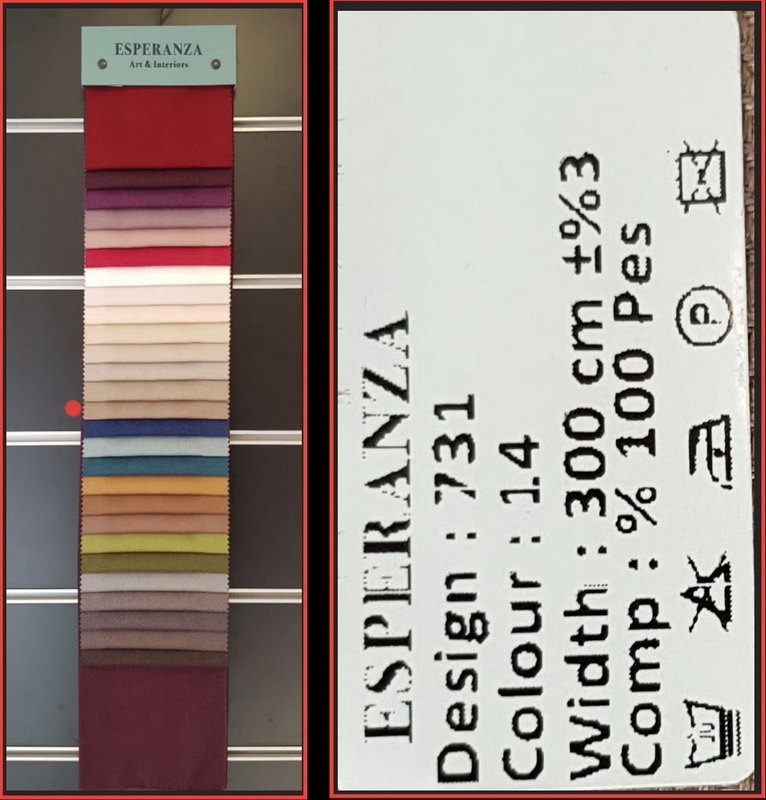 ESPERANZA
Art & Interiors
ESPERANZA
Design : 731
Colour : 14
Width : 300 cm ±%3
Comp : % 100 Pes
P